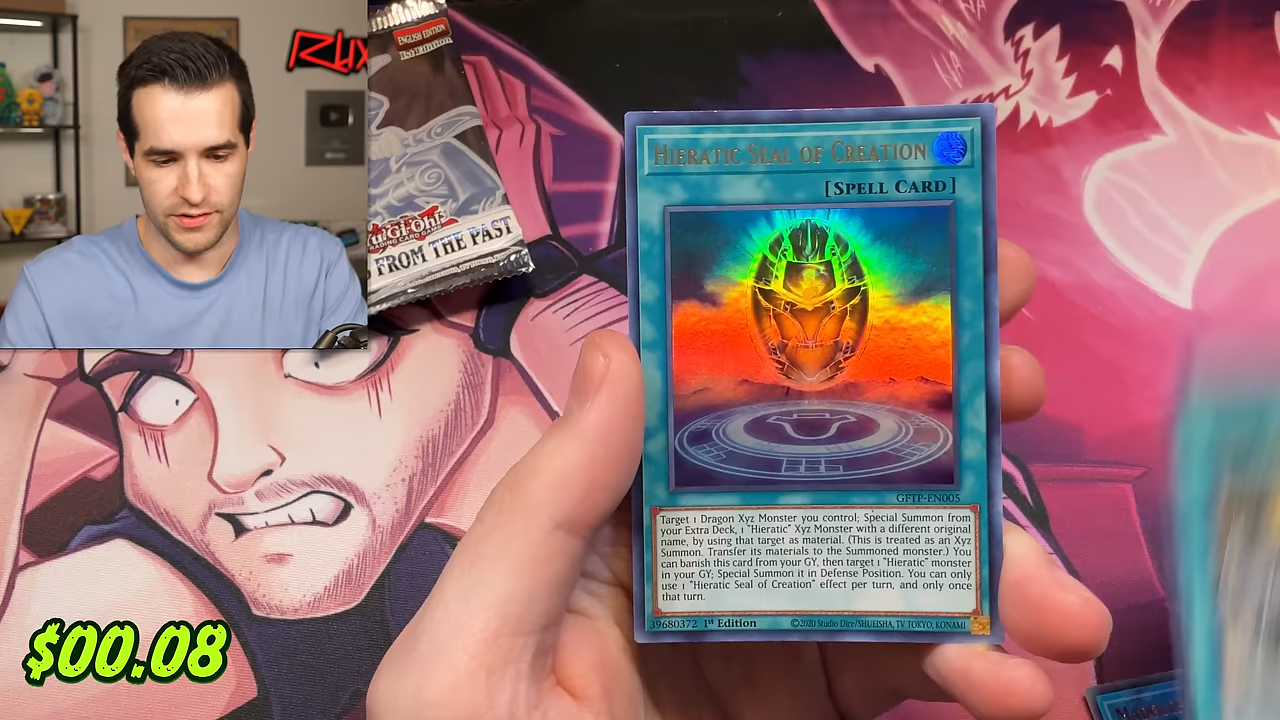 ENGLISH EDITION
1st Edition
Yu-Gi-Oh!
TRADING CARD GAME
FROM THE PAST
HIERATIC SEAL OF CREATION
[SPELL CARD]
GFTP-EN005
Target 1 Dragon Xyz Monster you control; Special Summon from
your Extra Deck, 1 "Hieratic" Xyz Monster with a different original
name, by using that target as material. (This is treated as an Xyz
Summon. Transfer its materials to the Summoned monster.) You
can banish this card from your GY, then target 1 "Hieratic" monster
in your GY; Special Summon it in Defense Position. You can only
use 1 "Hieratic Seal of Creation" effect per turn, and only once
that turn.
39680372 1st Edition ©2020 Studio Dice/SHUEISHA, TV TOKYO, KONAMI
$00.08